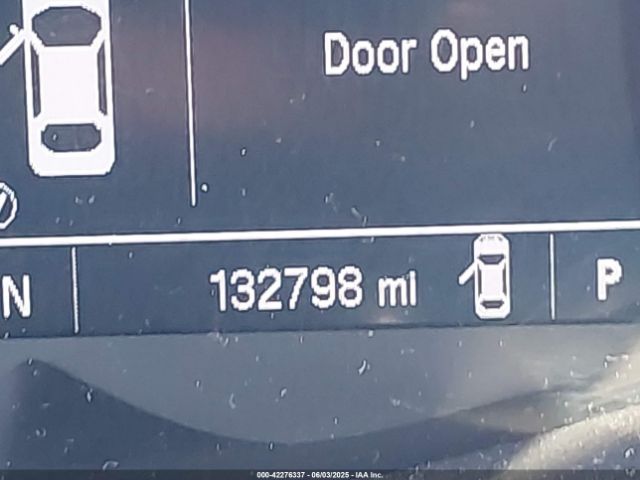 Door Open
N 132798 mi P
000-42276337 - 06/03/2025 - IAA Inc.